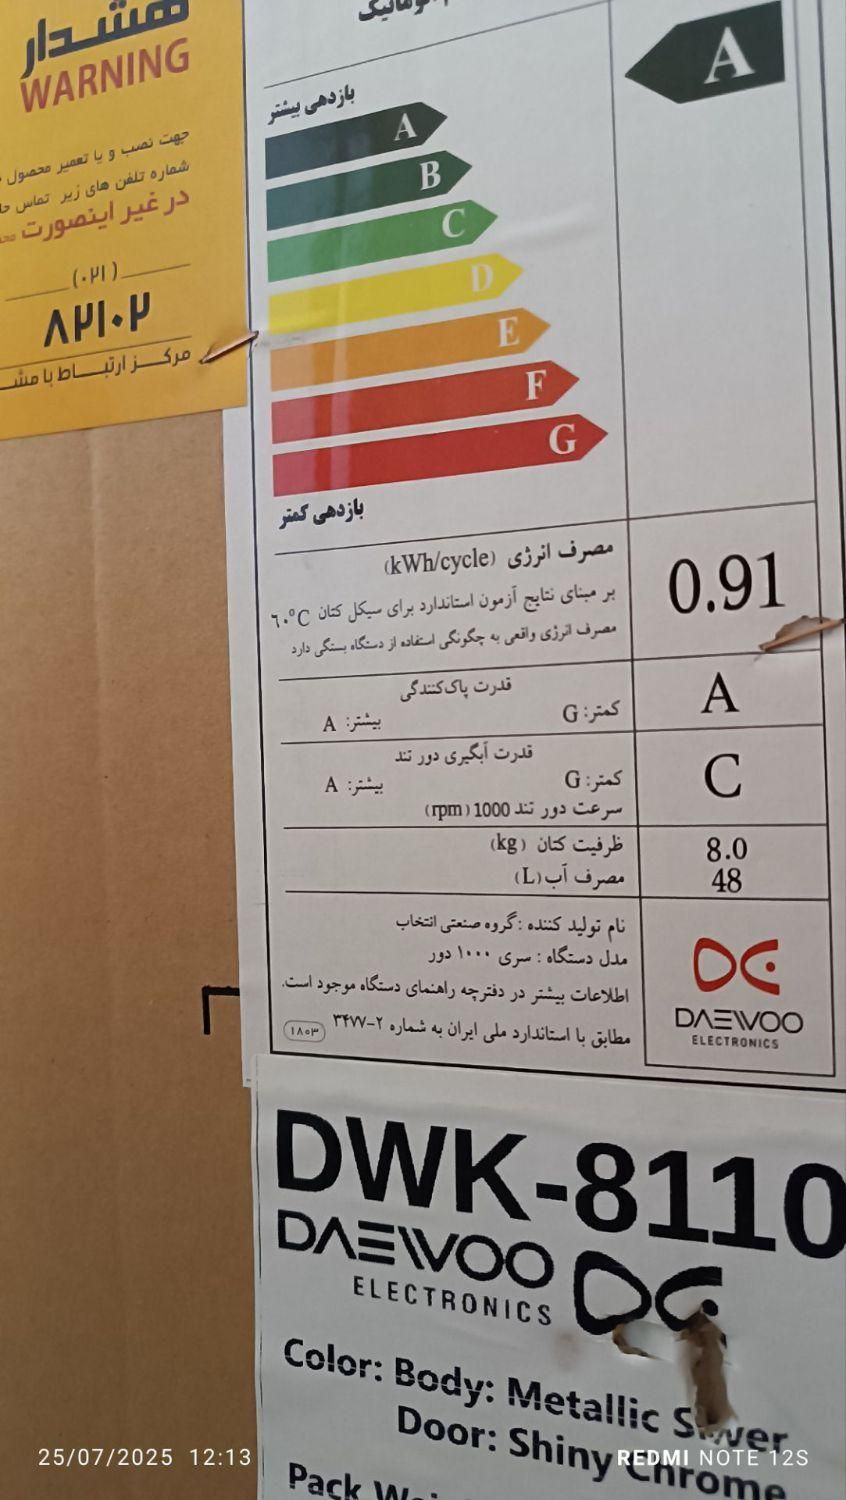 هشدار
WARNING
جهت نصب و یا تعمیر محصول
شماره تلفن های زیر تماس
در غیر اینصورت
(۰۲۱)
۸۲۱۰۲
مرکز ارتباط با
A
بازدهی بیشتر
A
B
C
D
E
F
G
بازدهی کمتر
مصرف انرژی (kWh/cycle)
0.91
بر مبنای نتایج آزمون استاندارد برای سیکل کتان ۶۰°C
مصرف انرژی واقعی به چگونگی استفاده از دستگاه بستگی دارد
قدرت پاک‌کنندگی
A
کمتر: G بیشتر: A
قدرت آبگیری دور تند
C
کمتر: G بیشتر: A
سرعت دور تند 1000 (rpm)
ظرفیت کتان (kg) 8.0
مصرف آب (L) 48
نام تولید کننده : گروه صنعتی انتخاب
مدل دستگاه : سری ۱۰۰۰ دور
اطلاعات بیشتر در دفترچه راهنمای دستگاه موجود است.
مطابق با استاندارد ملی ایران به شماره ۲-۳۴۷۷ ۱۸۰۳
DAEWOO
ELECTRONICS
DWK-8110
DAEWOO
ELECTRONICS
Color: Body: Metallic Silver
Door: Shiny Chrome
Pack
25/07/2025 12:13
REDMI NOTE 12S